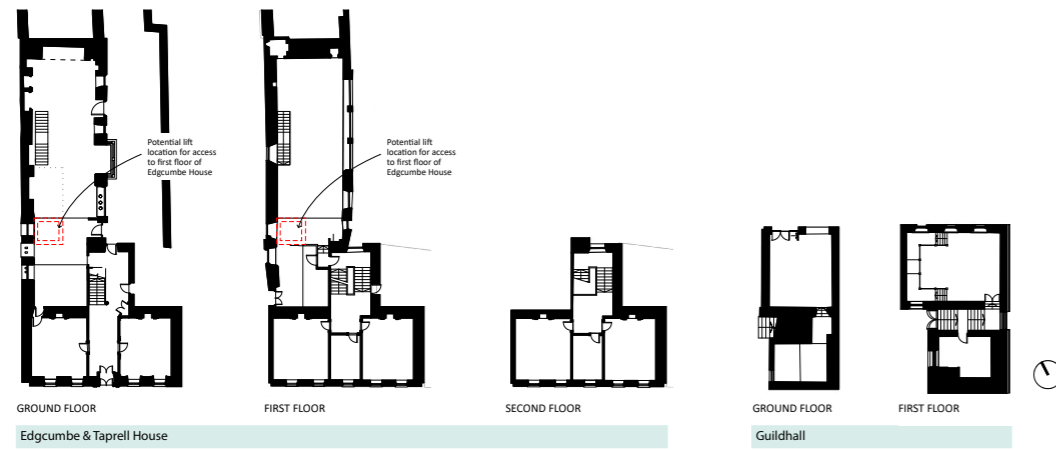 Potential lift
location for access
to first floor of
Edgcumbe House
Potential lift
location for access
to first floor of
Edgcumbe House
GROUND FLOOR
FIRST FLOOR
SECOND FLOOR
GROUND FLOOR
FIRST FLOOR
Edgcumbe & Taprell House
Guildhall